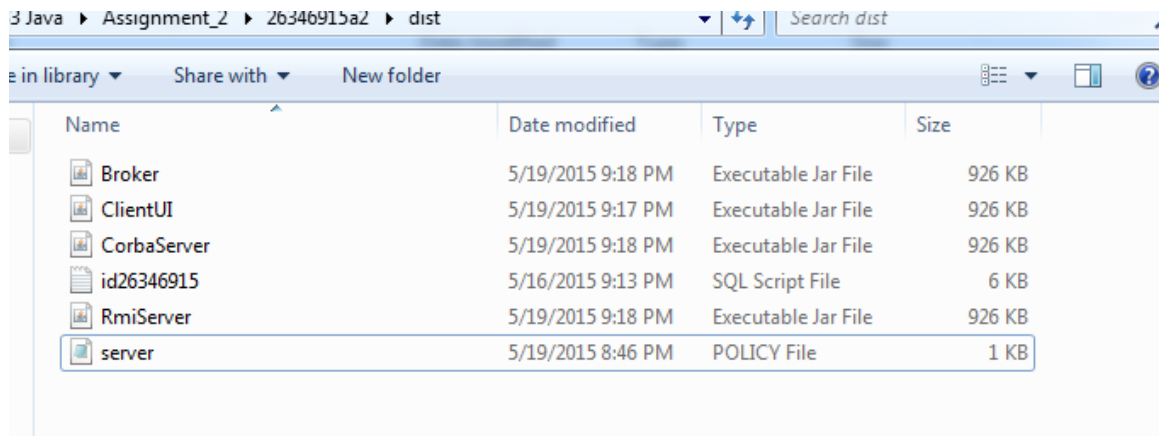 3 Java ▸ Assignment_2 ▸ 26346915a2 ▸ dist Search dist
e in library Share with New folder
Name Date modified Type Size
Broker 5/19/2015 9:18 PM Executable Jar File 926 KB
ClientUI 5/19/2015 9:17 PM Executable Jar File 926 KB
CorbaServer 5/19/2015 9:18 PM Executable Jar File 926 KB
id26346915 5/16/2015 9:13 PM SQL Script File 6 KB
RmiServer 5/19/2015 9:18 PM Executable Jar File 926 KB
server 5/19/2015 8:46 PM POLICY File 1 KB